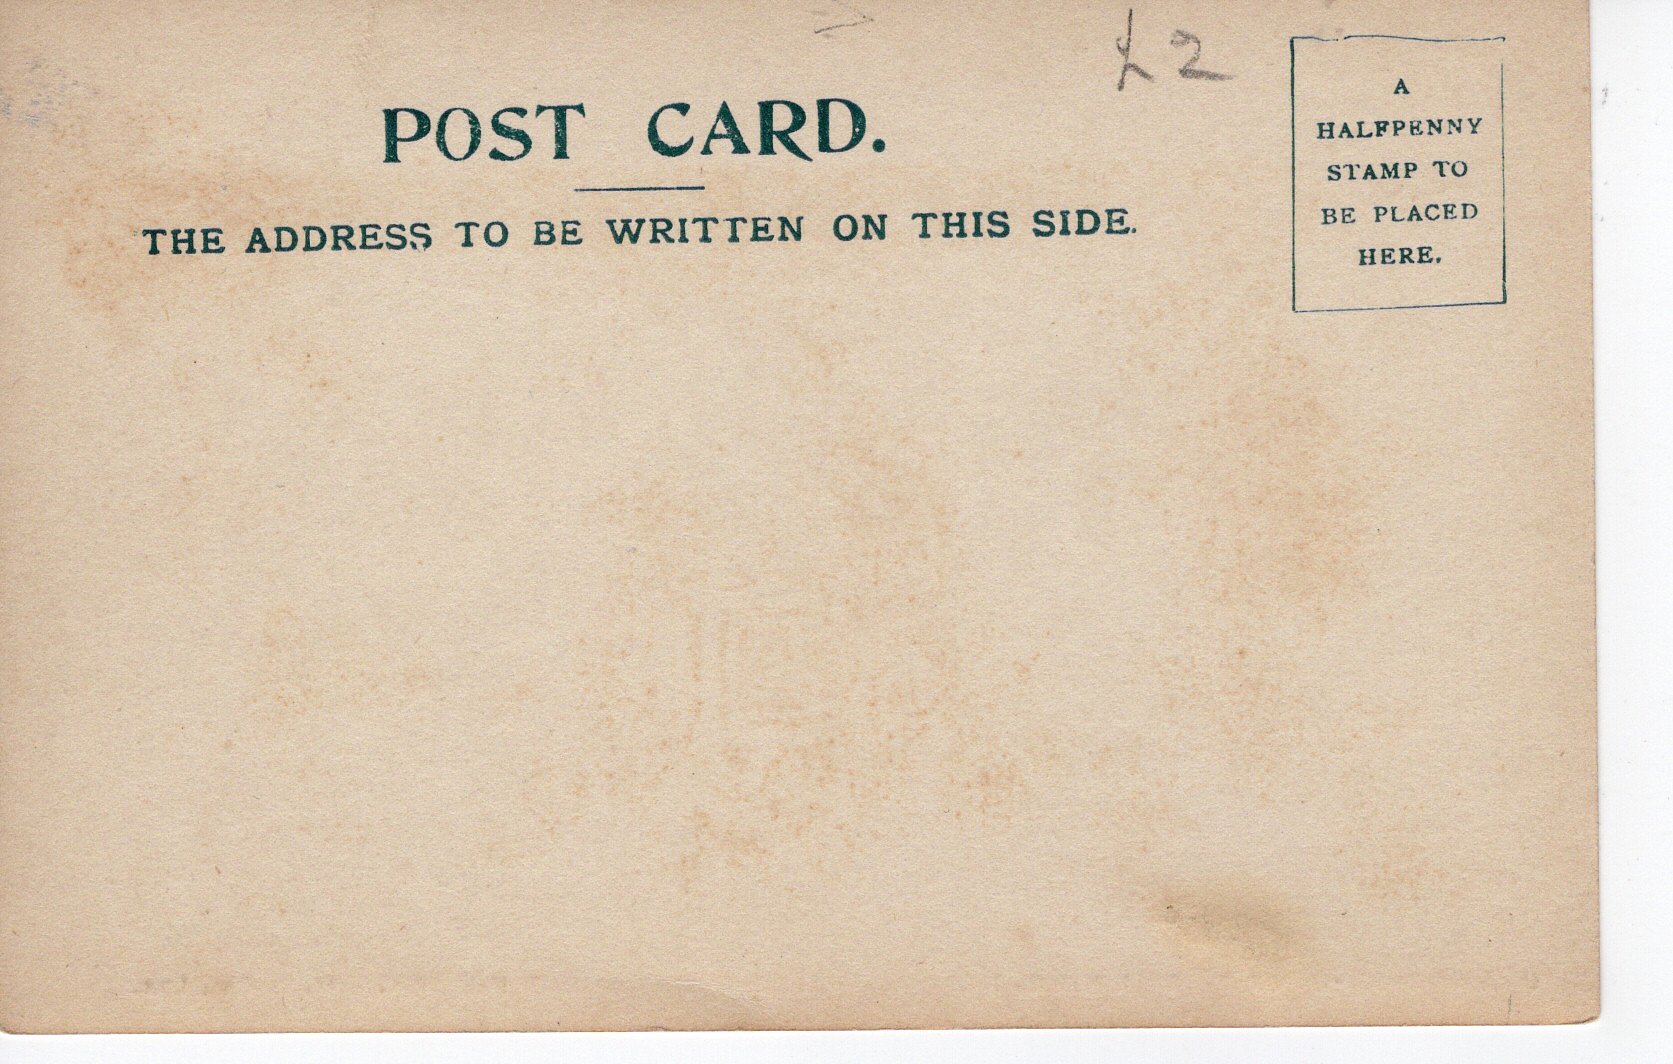 £2
POST CARD.
THE ADDRESS TO BE WRITTEN ON THIS SIDE.
A
HALFPENNY
STAMP TO
BE PLACED
HERE.